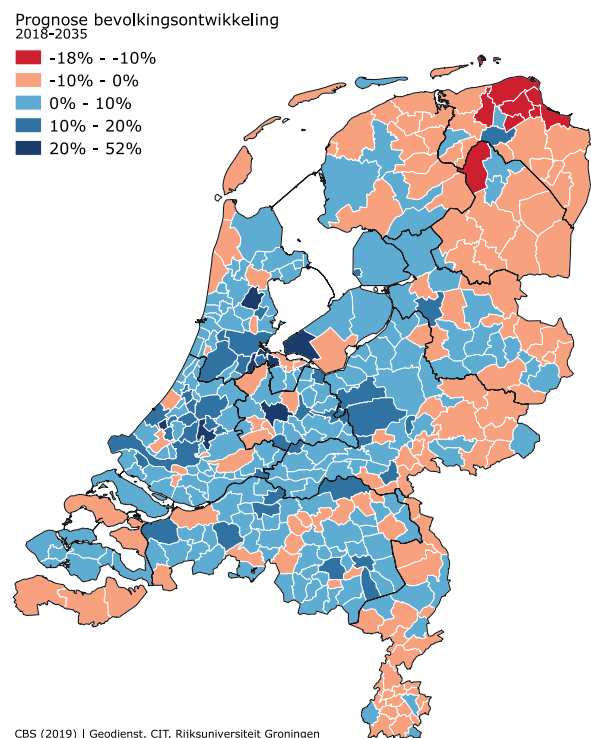 Prognose bevolkingsontwikkeling
2018-2035
-18% - -10%
-10% - 0%
0% - 10%
10% - 20%
20% - 52%
CBS (2019) | Geodienst, CIT, Rijksuniversiteit Groningen